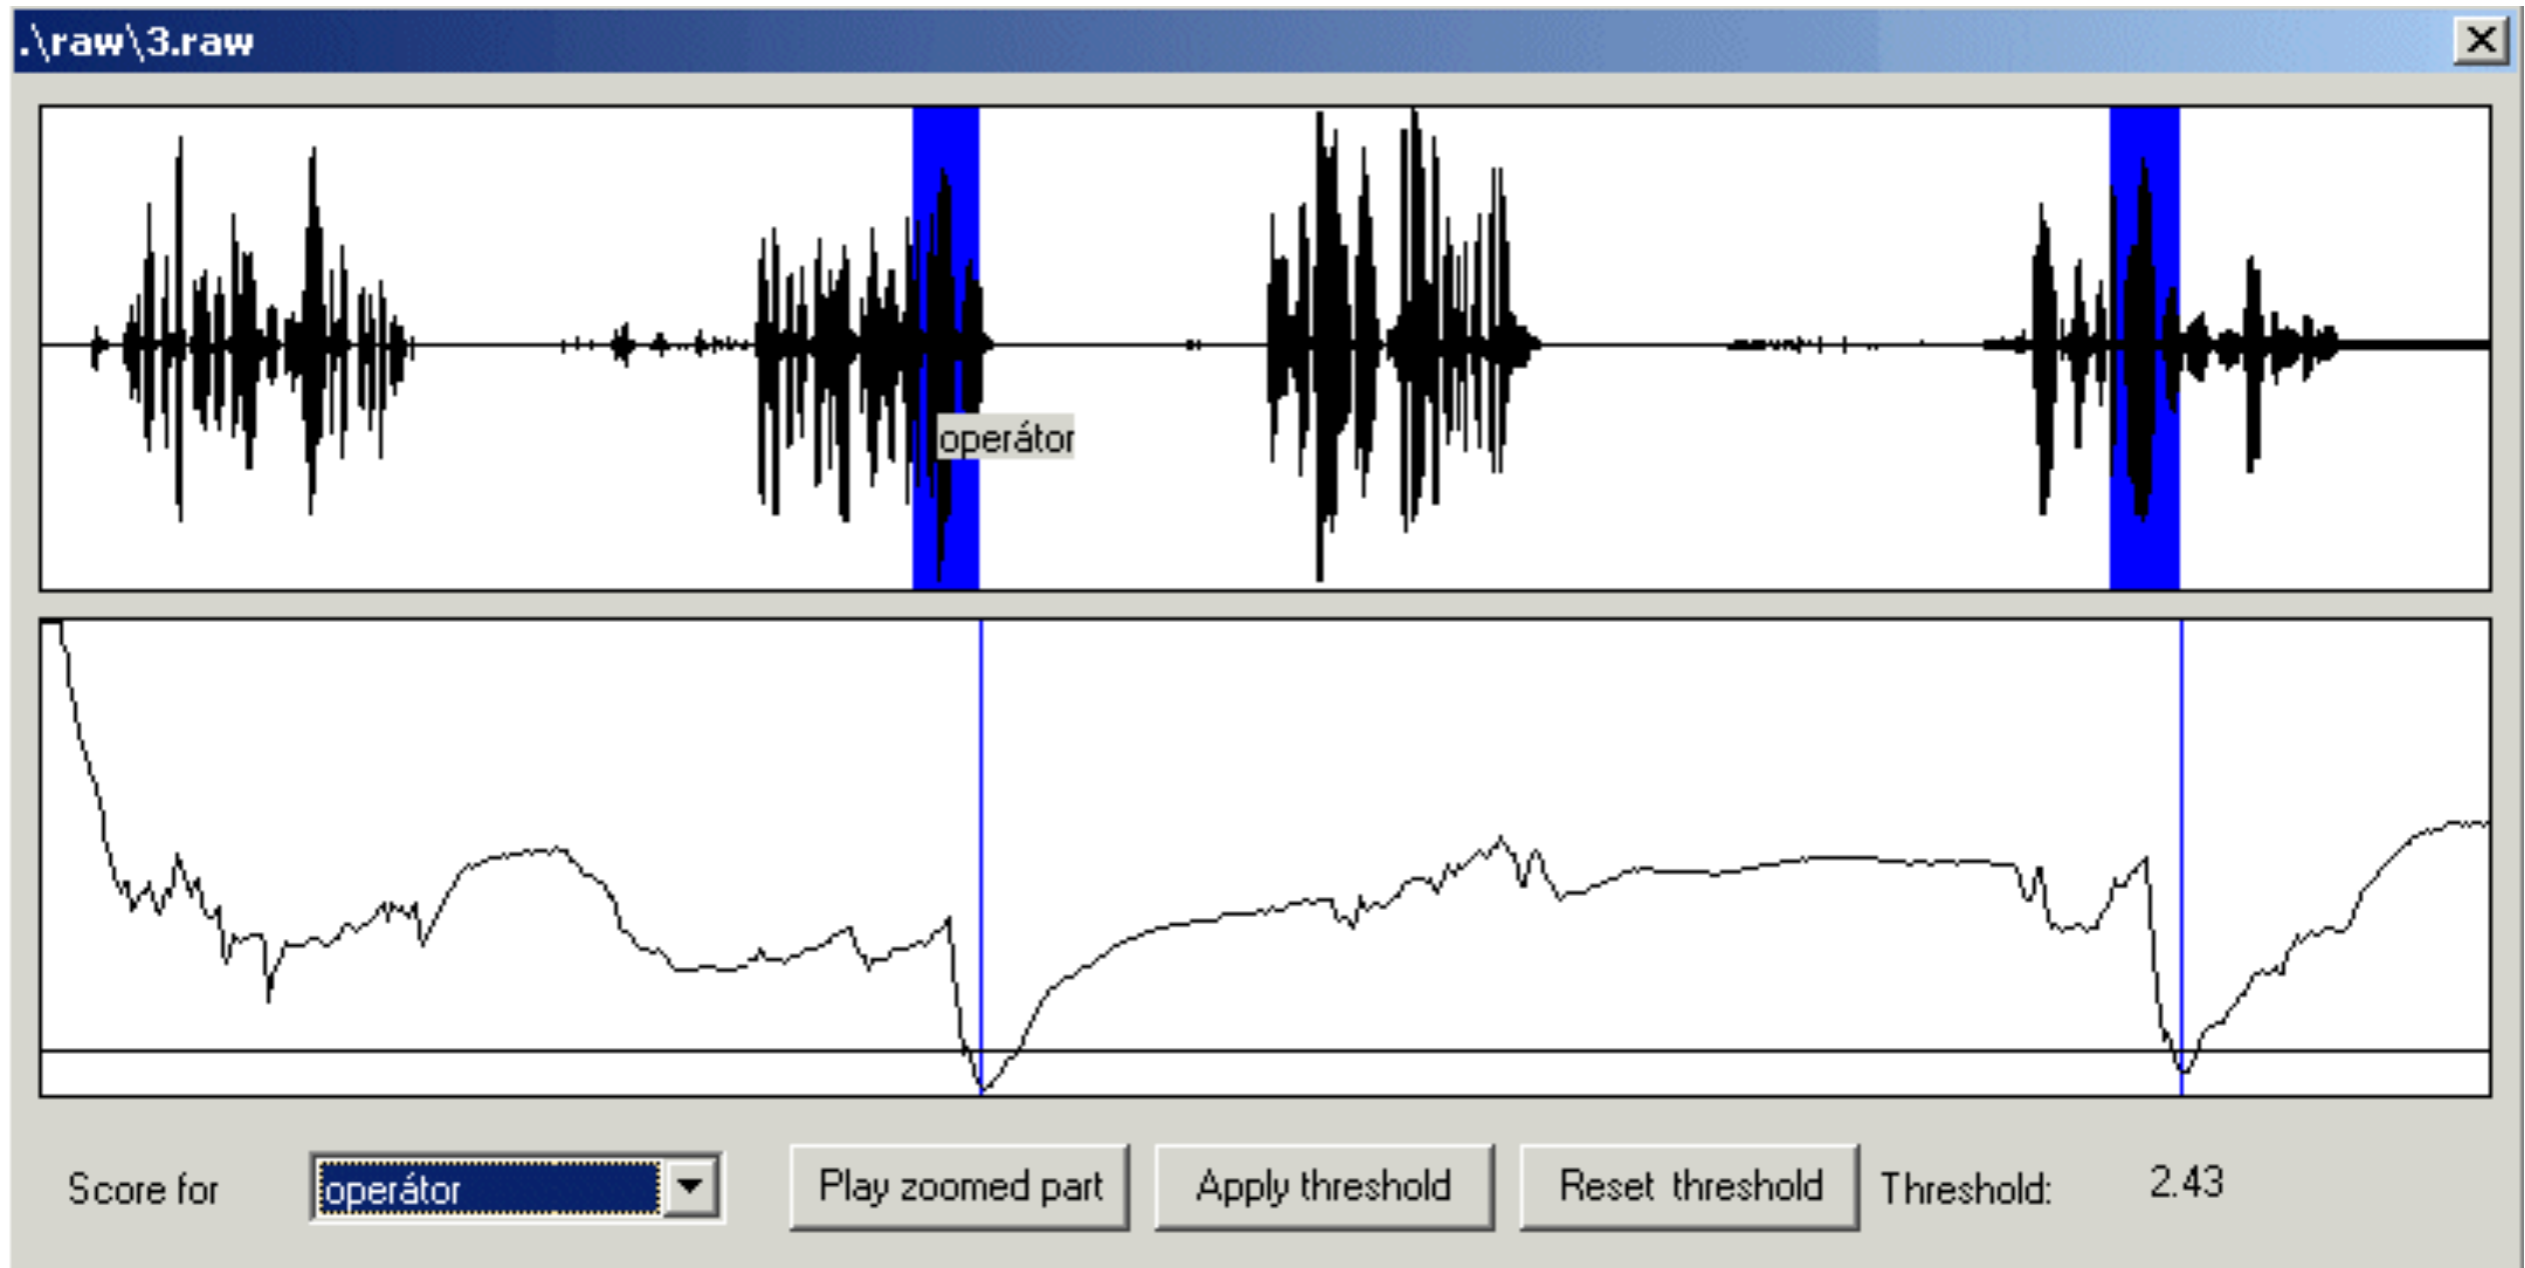 .\raw\3.raw
operátor
Score for operátor Play zoomed part Apply threshold Reset threshold Threshold: 2.43